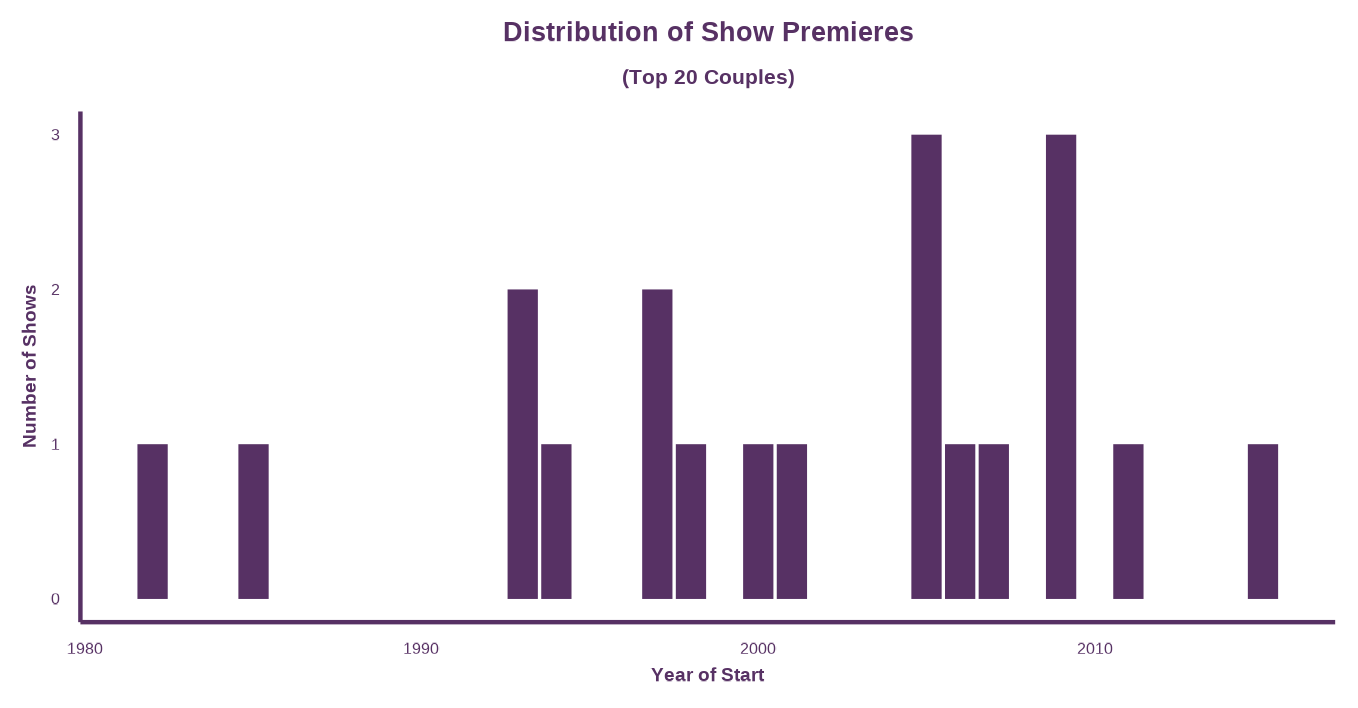 Distribution of Show Premieres
(Top 20 Couples)
Number of Shows
3
2
1
0
1980 1990 2000 2010
Year of Start